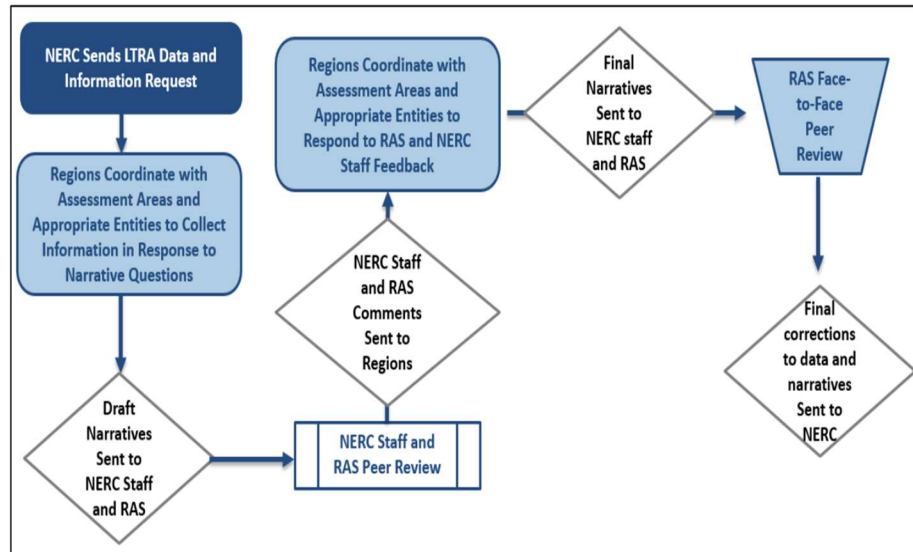 NERC Sends LTRA Data and
Information Request
Regions Coordinate with
Assessment Areas and
Appropriate Entities to Collect
Information in Response to
Narrative Questions
Draft
Narratives
Sent to
NERC Staff
and RAS
NERC Staff and
RAS Peer Review
NERC Staff
and RAS
Comments
Sent to
Regions
Regions Coordinate with
Assessment Areas and
Appropriate Entities to
Respond to RAS and NERC
Staff Feedback
Final
Narratives
Sent to
NERC staff
and RAS
RAS Face-
to-Face
Peer
Review
Final
corrections
to data and
narratives
Sent to
NERC